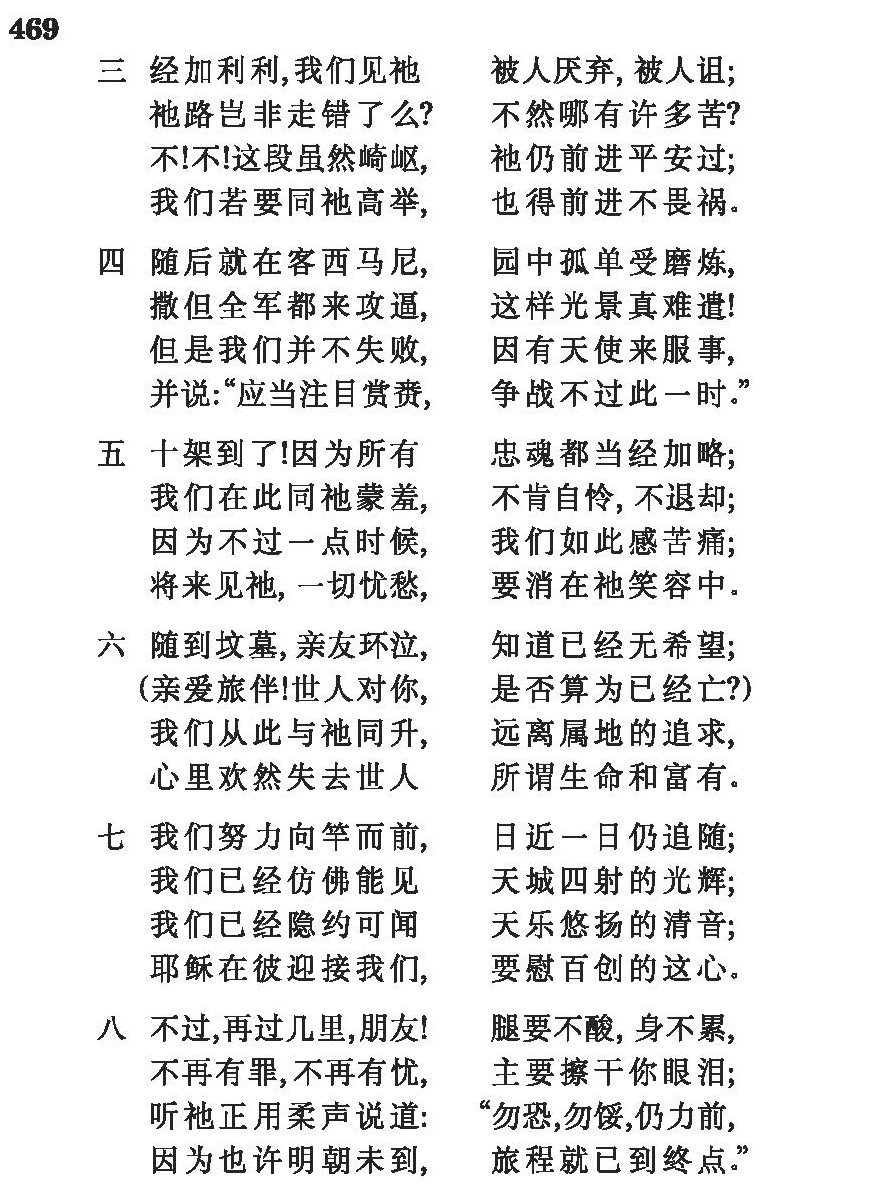 469
三 经加利利,我们见祂 被人厌弃, 被人诅;
祂路岂非走错了么? 不然哪有许多苦?
不!不!这段虽然崎岖, 祂仍前进平安过;
我们若要同祂高举, 也得前进不畏祸。
四 随后就在客西马尼, 园中孤单受磨炼,
撒但全军都来攻逼, 这样光景真难遣!
但是我们并不失败, 因有天使来服事,
并说:“应当注目赏赉, 争战不过此一时。”
五 十架到了!因为所有 忠魂都当经加略;
我们在此同祂蒙羞, 不肯自怜, 不退却;
因为不过一点时候, 我们如此感苦痛;
将来见祂, 一切忧愁, 要消在祂笑容中。
六 随到坟墓, 亲友环泣, 知道已经无希望;
(亲爱旅伴!世人对你, 是否算为已经亡?)
我们从此与祂同升, 远离属地的追求,
心里欢然失去世人 所谓生命和富有。
七 我们努力向竿而前, 日近一日仍追随;
我们已经仿佛能见 天城四射的光辉;
我们已经隐约可闻 天乐悠扬的清音;
耶稣在彼迎接我们, 要慰百创的这心。
八 不过,再过几里,朋友! 腿要不酸, 身不累,
不再有罪, 不再有忧, 主要擦干你眼泪;
听祂正用柔声说道: “勿恐,勿馁,仍力前,
因为也许明朝未到, 旅程就已到终点。”